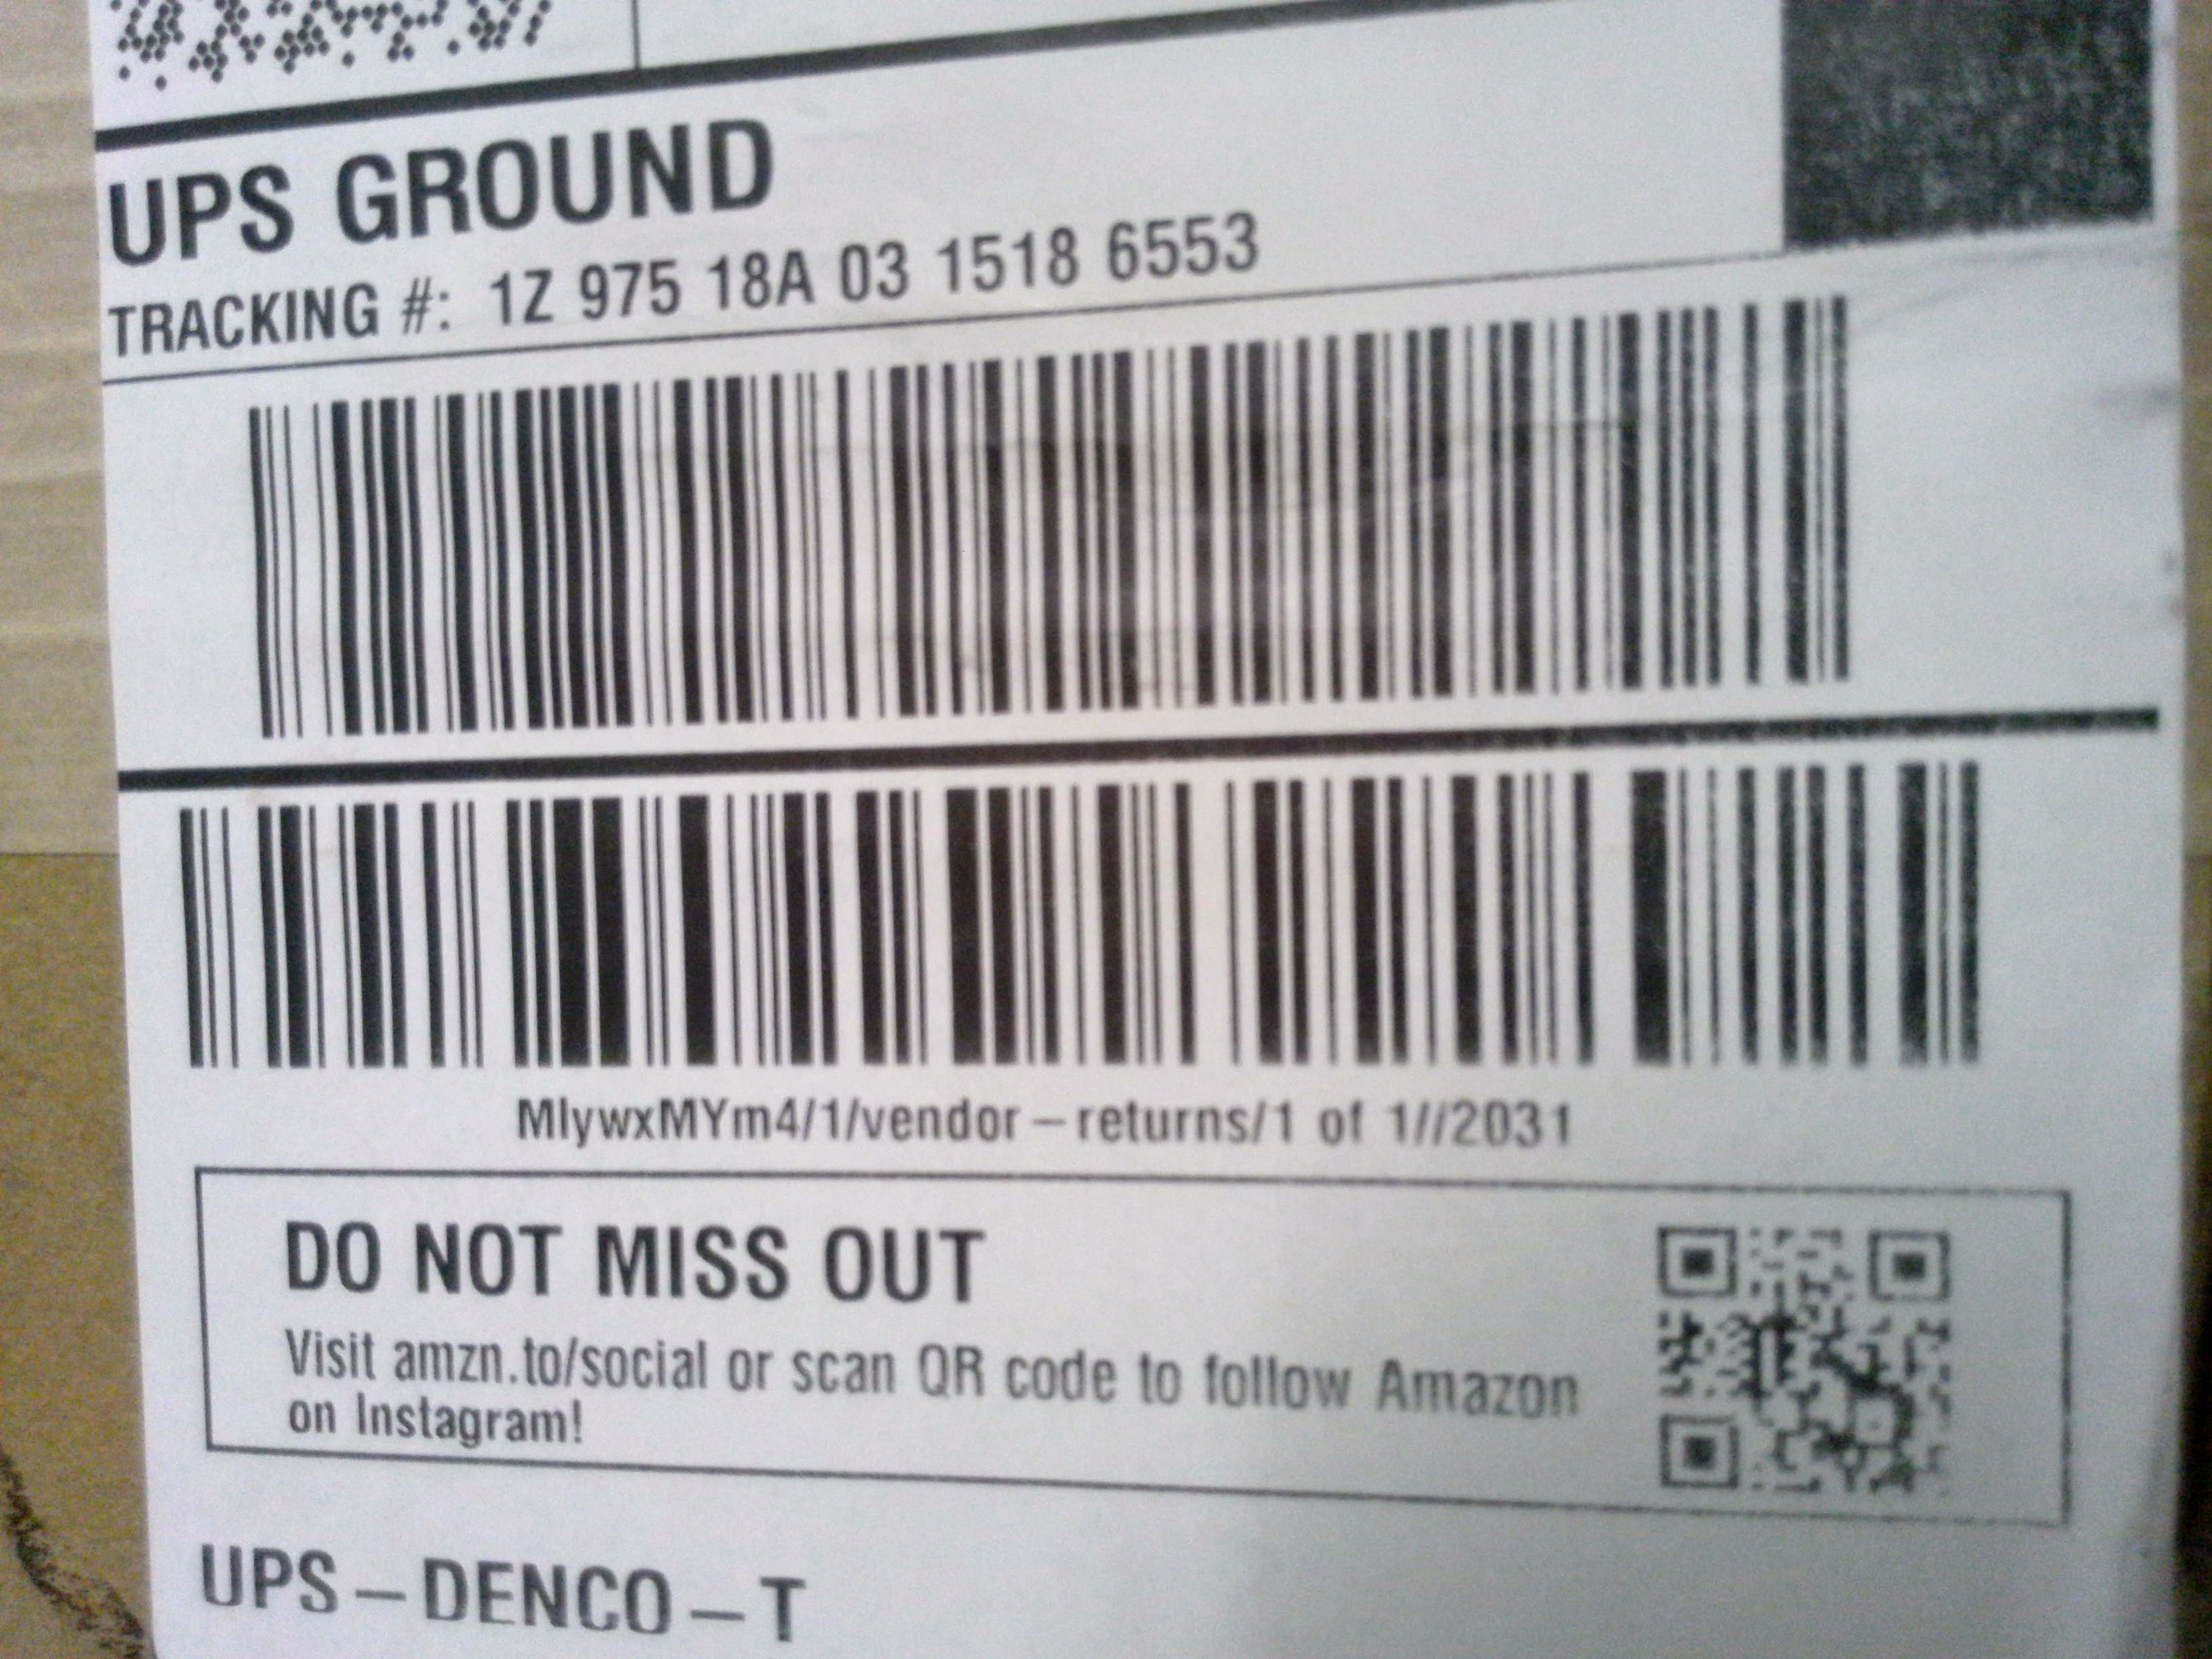 UPS GROUND
TRACKING #: 1Z 975 18A 03 1518 6553
MlywxMYm4/1/vendor – returns/1 of 1//2031
DO NOT MISS OUT
Visit amzn.to/social or scan QR code to follow Amazon
on Instagram!
UPS – DENCO – T